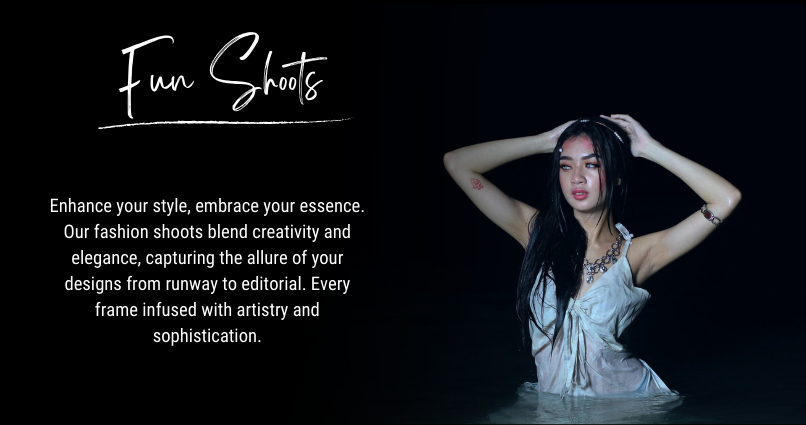 Fun Shoots
Enhance your style, embrace your essence.
Our fashion shoots blend creativity and
elegance, capturing the allure of your
designs from runway to editorial. Every
frame infused with artistry and
sophistication.